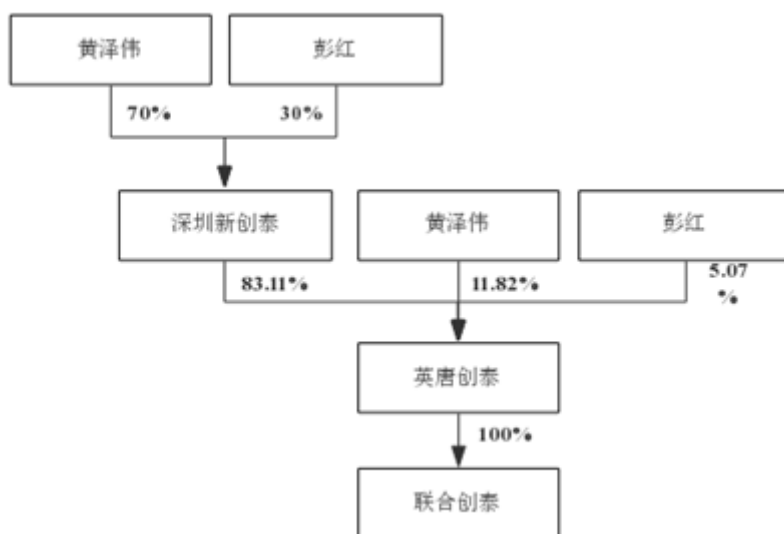 黄泽伟
彭红
70%
30%
深圳新创泰
黄泽伟
彭红
83.11%
11.82%
5.07
%
英唐创泰
100%
联合创泰